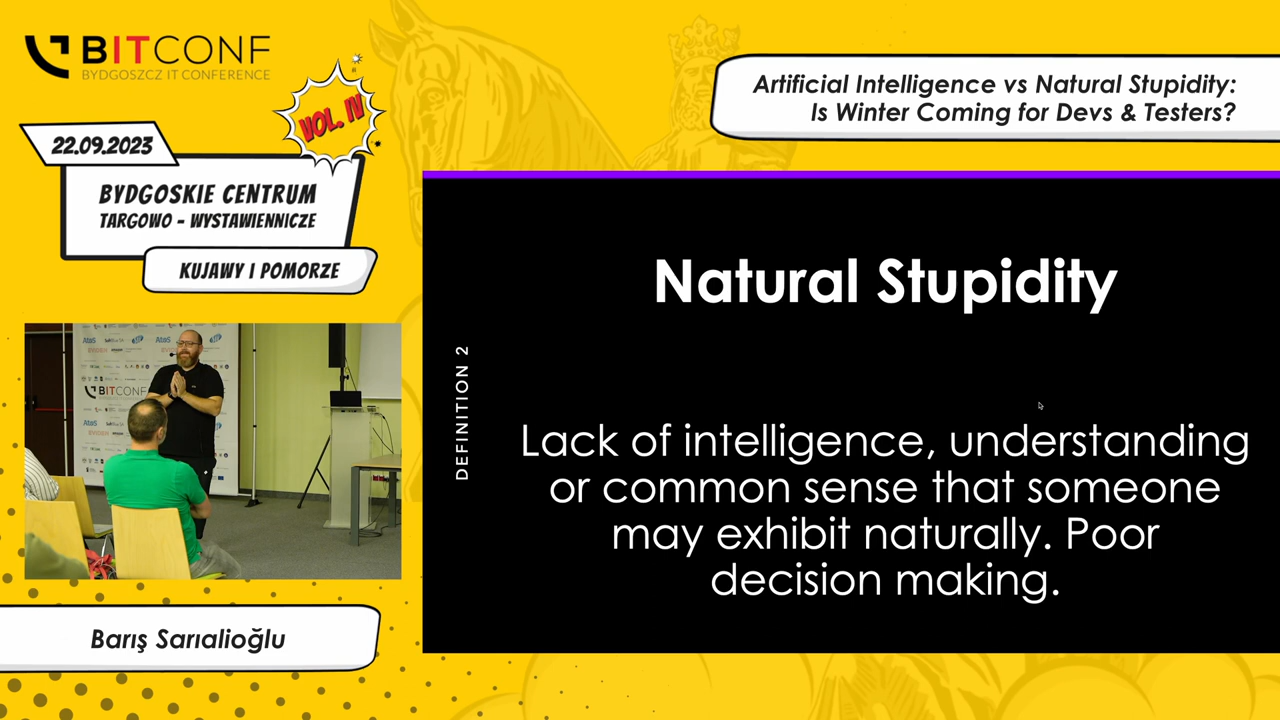 BITCONF
BYDGOSZCZ IT CONFERENCE
VOL. IV
22.09.2023
BYDGOSKIE CENTRUM
TARGOWO - WYSTAWIENNICZE
KUJAWY I POMORZE
Artificial Intelligence vs Natural Stupidity:
Is Winter Coming for Devs & Testers?
Natural Stupidity
DEFINITION 2
Lack of intelligence, understanding
or common sense that someone
may exhibit naturally. Poor
decision making.
Atos
BITCONF
Barış Sarıalioğlu